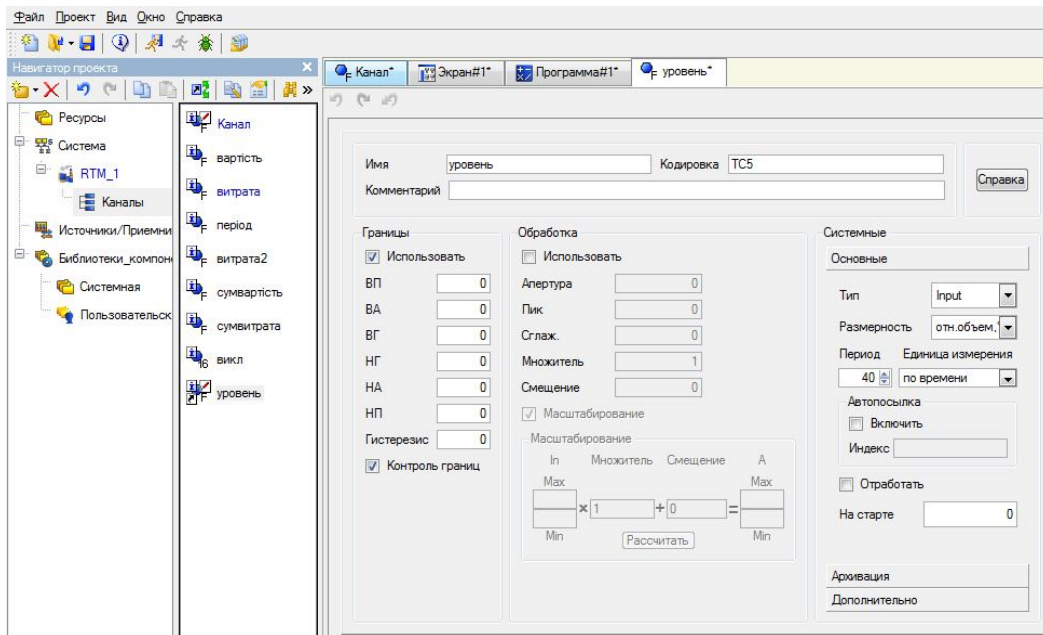 Файл Проект Вид Окно Справка
Навигатор проекта
Ресурсы
Система
RTM_1
Каналы
Источники/Приемни
Библиотеки_компон
Системная
Пользовательск
Канал
вартість
витрата
період
витрата2
сумвартість
сумвитрата
викл
уровень
Канал* Экран#1* Программа#1* уровень*
Имя уровень Кодировка TC5
Комментарий
Справка
Границы
Использовать
ВП 0
ВА 0
ВГ 0
НГ 0
НА 0
НП 0
Гистерезис 0
Контроль границ
Обработка
Использовать
Апертура 0
Пик 0
Сглаж. 0
Множитель 1
Смещение 0
Масштабирование
Масштабирование
In Множитель Смещение A
Max Max
× 1 + 0 =
Min Min
Рассчитать
Системные
Основные
Тип Input
Размерность отн.объем,
Период Единица измерения
40 по времени
Автопосылка
Включить
Индекс
Отработать
На старте 0
Архивация
Дополнительно